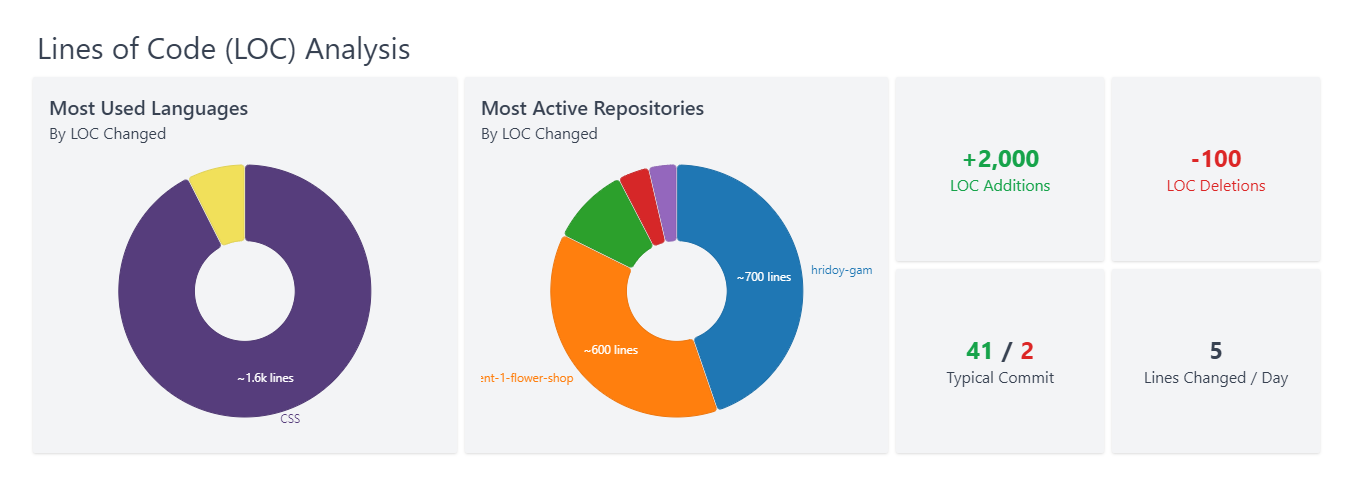 Lines of Code (LOC) Analysis
Most Used Languages
By LOC Changed
~1.6k lines
CSS
Most Active Repositories
By LOC Changed
~700 lines
hridoy-gam
~600 lines
ent-1-flower-shop
+2,000
LOC Additions
-100
LOC Deletions
41 / 2
Typical Commit
5
Lines Changed / Day